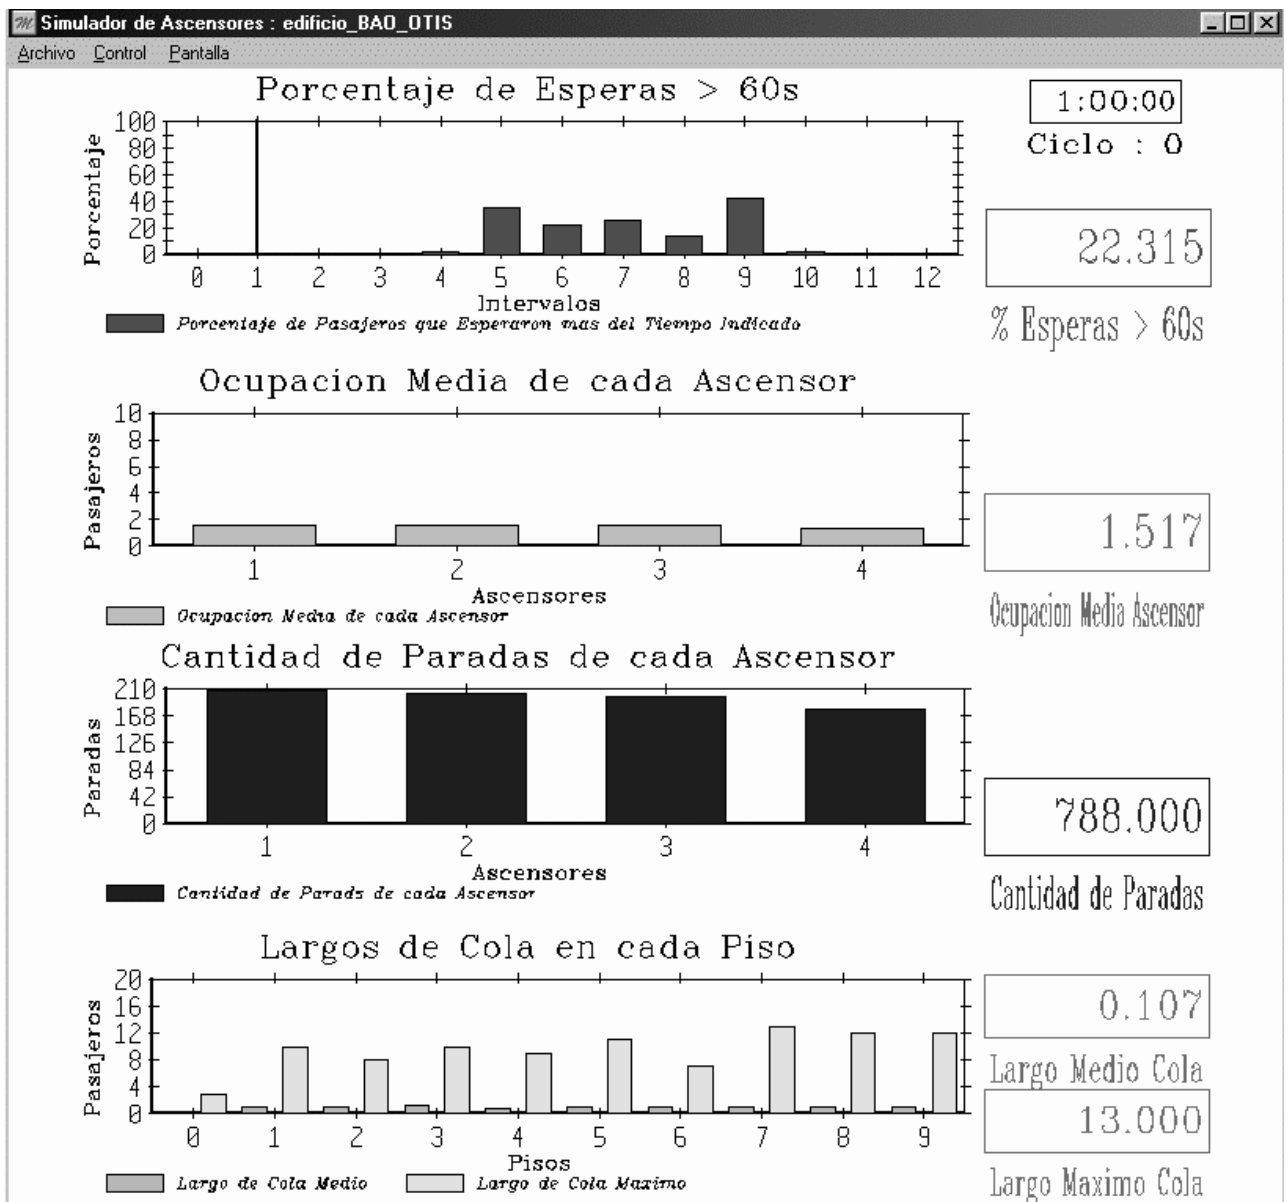 Simulador de Ascensores : edificio_BAO_OTIS
Archivo Control Pantalla
Porcentaje de Esperas > 60s
1:00:00
Ciclo : 0
Porcentaje
100
80
60
40
20
0
0 1 2 3 4 5 6 7 8 9 10 11 12
Intervalos
Porcentaje de Pasajeros que Esperaron mas del Tiempo Indicado
22.315
% Esperas > 60s
Ocupacion Media de cada Ascensor
Pasajeros
10
8
6
4
2
0
1 2 3 4
Ascensores
Ocupacion Media de cada Ascensor
1.517
Ocupacion Media Ascensor
Cantidad de Paradas de cada Ascensor
Paradas
210
168
126
84
42
0
1 2 3 4
Ascensores
Cantidad de Parads de cada Ascensor
788.000
Cantidad de Paradas
Largos de Cola en cada Piso
Pasajeros
20
16
12
8
4
0
0 1 2 3 4 5 6 7 8 9
Pisos
Largo de Cola Medio Largo de Cola Maximo
0.107
Largo Medio Cola
13.000
Largo Maximo Cola